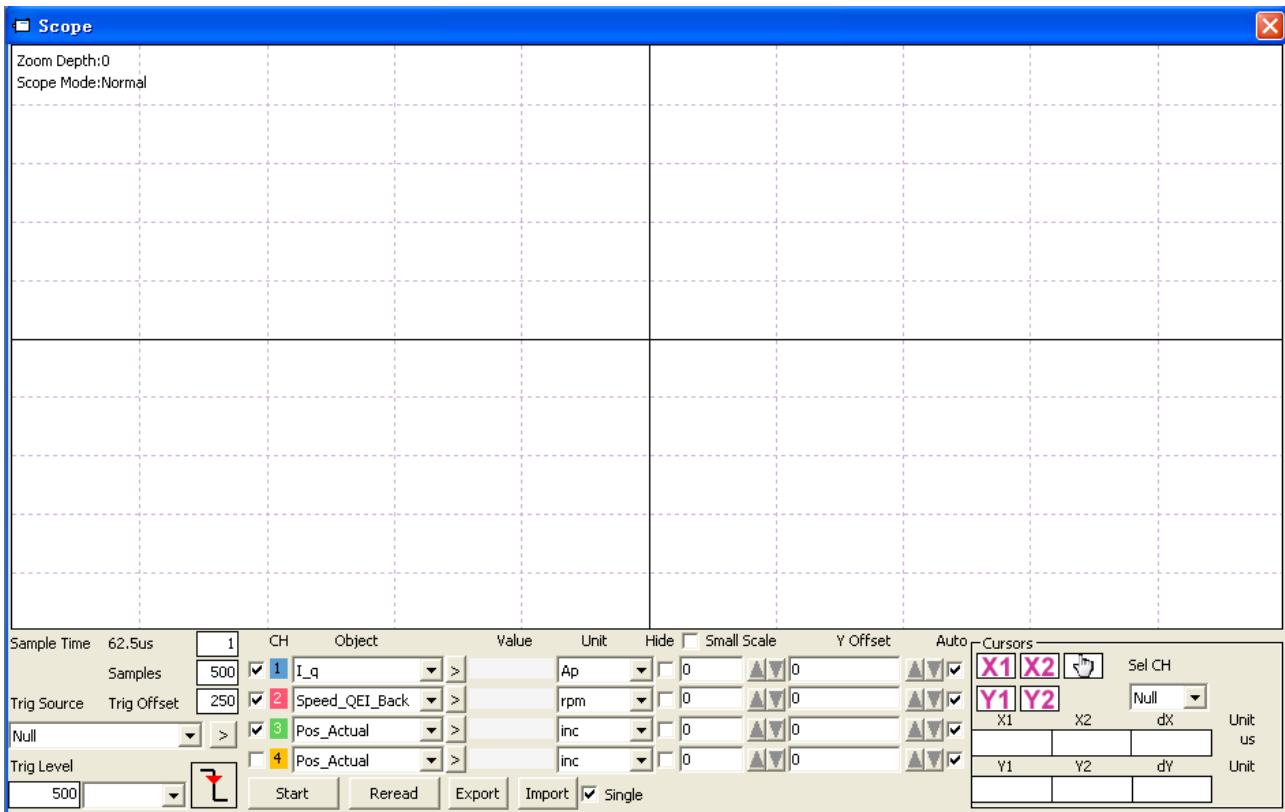 Scope
Zoom Depth:0
Scope Mode:Normal
Sample Time 62.5us 1 CH Object Value Unit Hide Small Scale Y Offset Auto Cursors
Samples 500 1 I_q > Ap 0 0 X1 X2 Sel CH
Trig Source Trig Offset 250 2 Speed_QEI_Back > rpm 0 0 Y1 Y2 Null
Null > 3 Pos_Actual > inc 0 0 X1 X2 dX Unit
us
Trig Level 4 Pos_Actual > inc 0 0 Y1 Y2 dY Unit
500 Start Reread Export Import Single